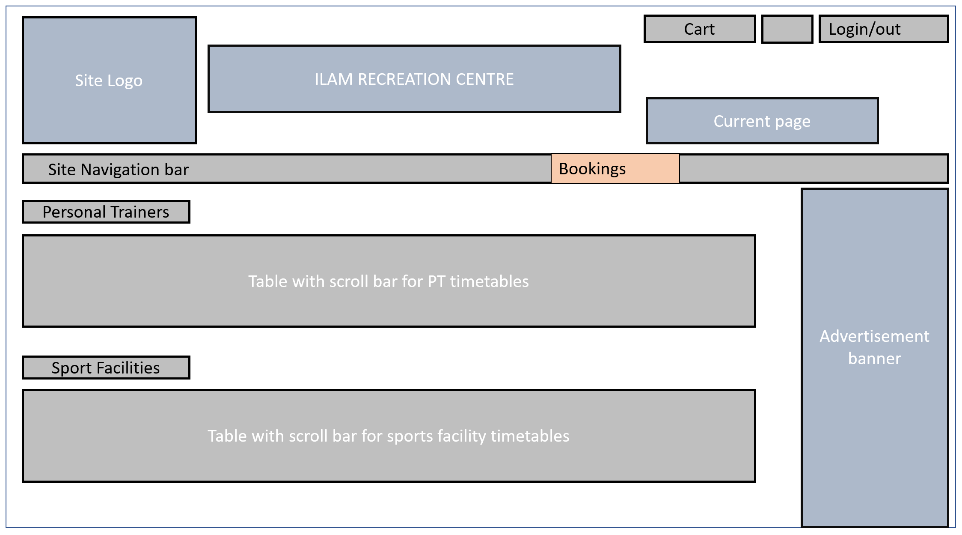 Cart
Login/out
Site Logo
ILAM RECREATION CENTRE
Current page
Site Navigation bar
Bookings
Personal Trainers
Table with scroll bar for PT timetables
Advertisement
banner
Sport Facilities
Table with scroll bar for sports facility timetables